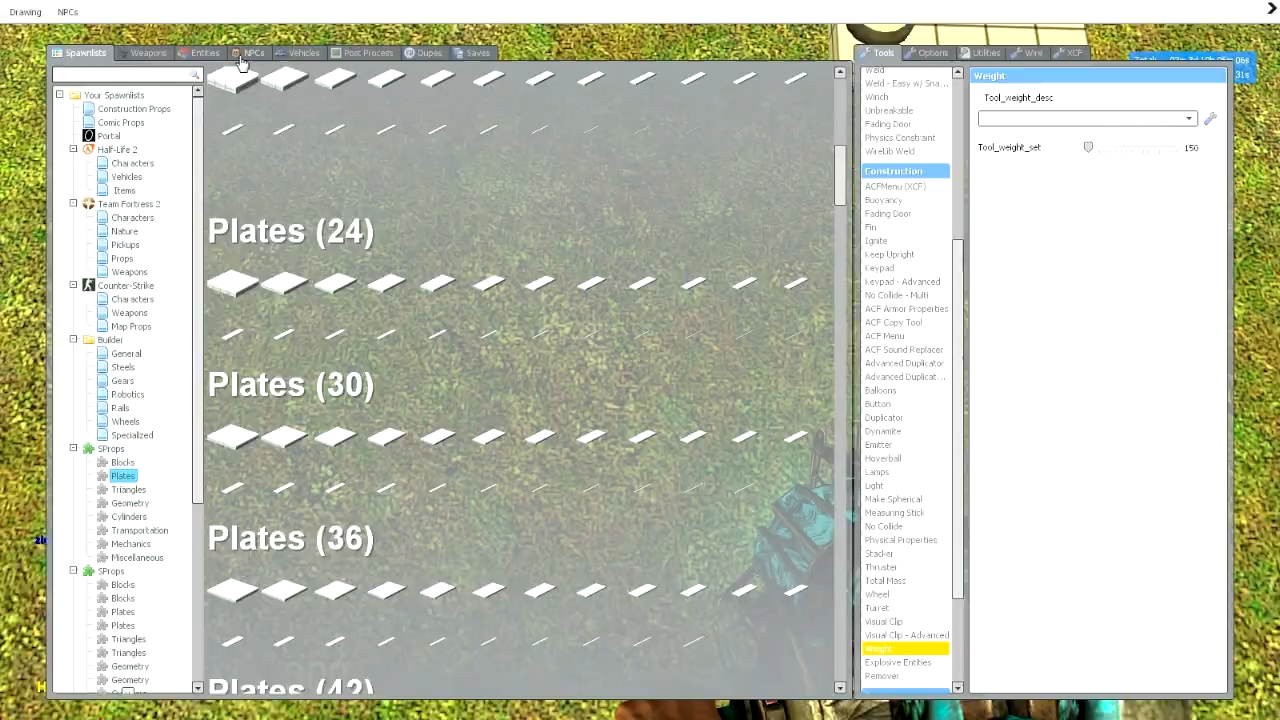 Drawing NPCs
Spawnlists Weapons Entities NPCs Vehicles Post Process Dupes Saves
Your Spawnlists
Construction Props
Comic Props
Portal
Half-Life 2
Characters
Vehicles
Items
Team Fortress 2
Characters
Nature
Pickups
Props
Weapons
Counter-Strike
Characters
Weapons
Map Props
Builder
General
Steels
Gears
Robotics
Rails
Wheels
Specialized
SProps
Blocks
Plates
Triangles
Geometry
Cylinders
Transportation
Mechanics
Miscellaneous
SProps
Blocks
Blocks
Plates
Plates
Triangles
Triangles
Geometry
Geometry
Plates (24)
Plates (30)
Plates (36)
Plates (42)
Tools Options Utilities Wire XCF
Weld
Weld - Easy w/ Sna...
Winch
Unbreakable
Fading Door
Physics Constraint
WireLib Weld
Construction
ACFMenu (XCF)
Buoyancy
Fading Door
Fin
Ignite
Keep Upright
Keypad
Keypad - Advanced
No Collide - Multi
ACF Armor Properties
ACF Copy Tool
ACF Menu
ACF Sound Replacer
Advanced Duplicator
Advanced Duplicat...
Balloons
Button
Duplicator
Dynamite
Emitter
Hoverball
Lamps
Light
Make Spherical
Measuring Stick
No Collide
Physical Properties
Stacker
Thruster
Total Mass
Wheel
Turret
Visual Clip
Visual Clip - Advanced
Weight
Explosive Entities
Remover
Weight
Tool_weight_desc
Tool_weight_set 150